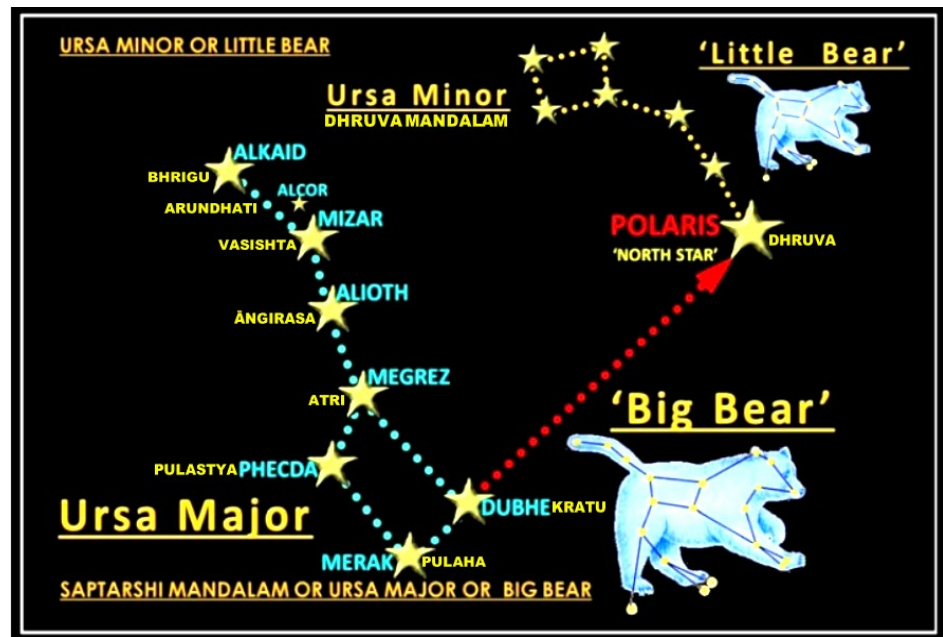 URSA MINOR OR LITTLE BEAR
'Little Bear'
Ursa Minor
DHRUVA MANDALAM
ALKAID
BHRIGU
ALCOR
ARUNDHATI
MIZAR
VASISHTA
POLARIS
DHRUVA
'NORTH STAR'
ALIOTH
ĀNGIRASA
MEGREZ
ATRI
'Big Bear'
PULASTYA PHECDA
Ursa Major
DUBHE KRATU
MERAK PULAHA
SAPTARSHI MANDALAM OR URSA MAJOR OR BIG BEAR